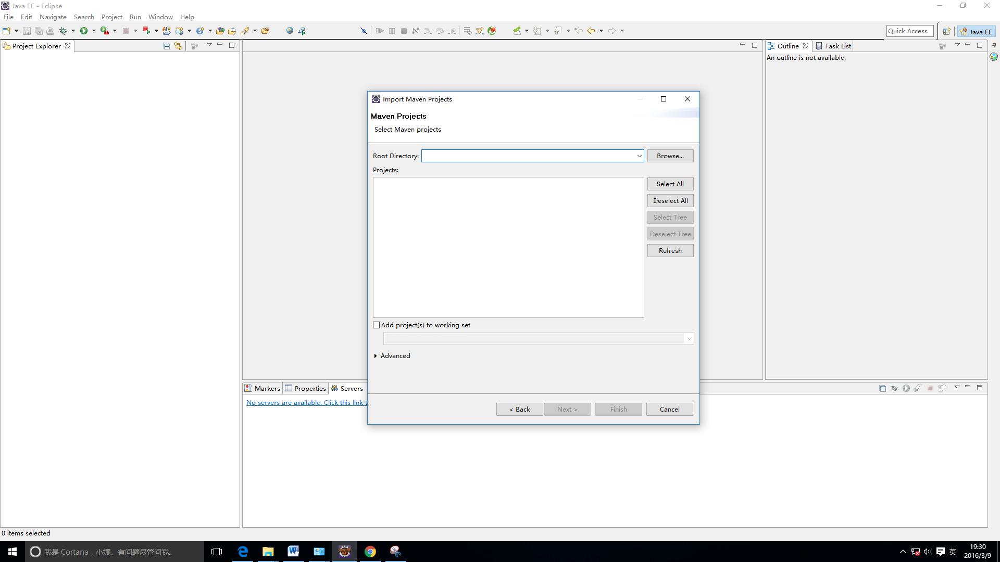 Java EE - Eclipse
File Edit Navigate Search Project Run Window Help
Quick Access
Java EE
Project Explorer
Outline
Task List
An outline is not available.
Import Maven Projects
Maven Projects
Select Maven projects
Root Directory:
Browse...
Projects:
Select All
Deselect All
Select Tree
Deselect Tree
Refresh
Add project(s) to working set
Advanced
Markers
Properties
Servers
No servers are available. Click this link t
< Back
Next >
Finish
Cancel
0 items selected
我是 Cortana，小娜。有问题尽管问我。
英
19:30
2016/3/9